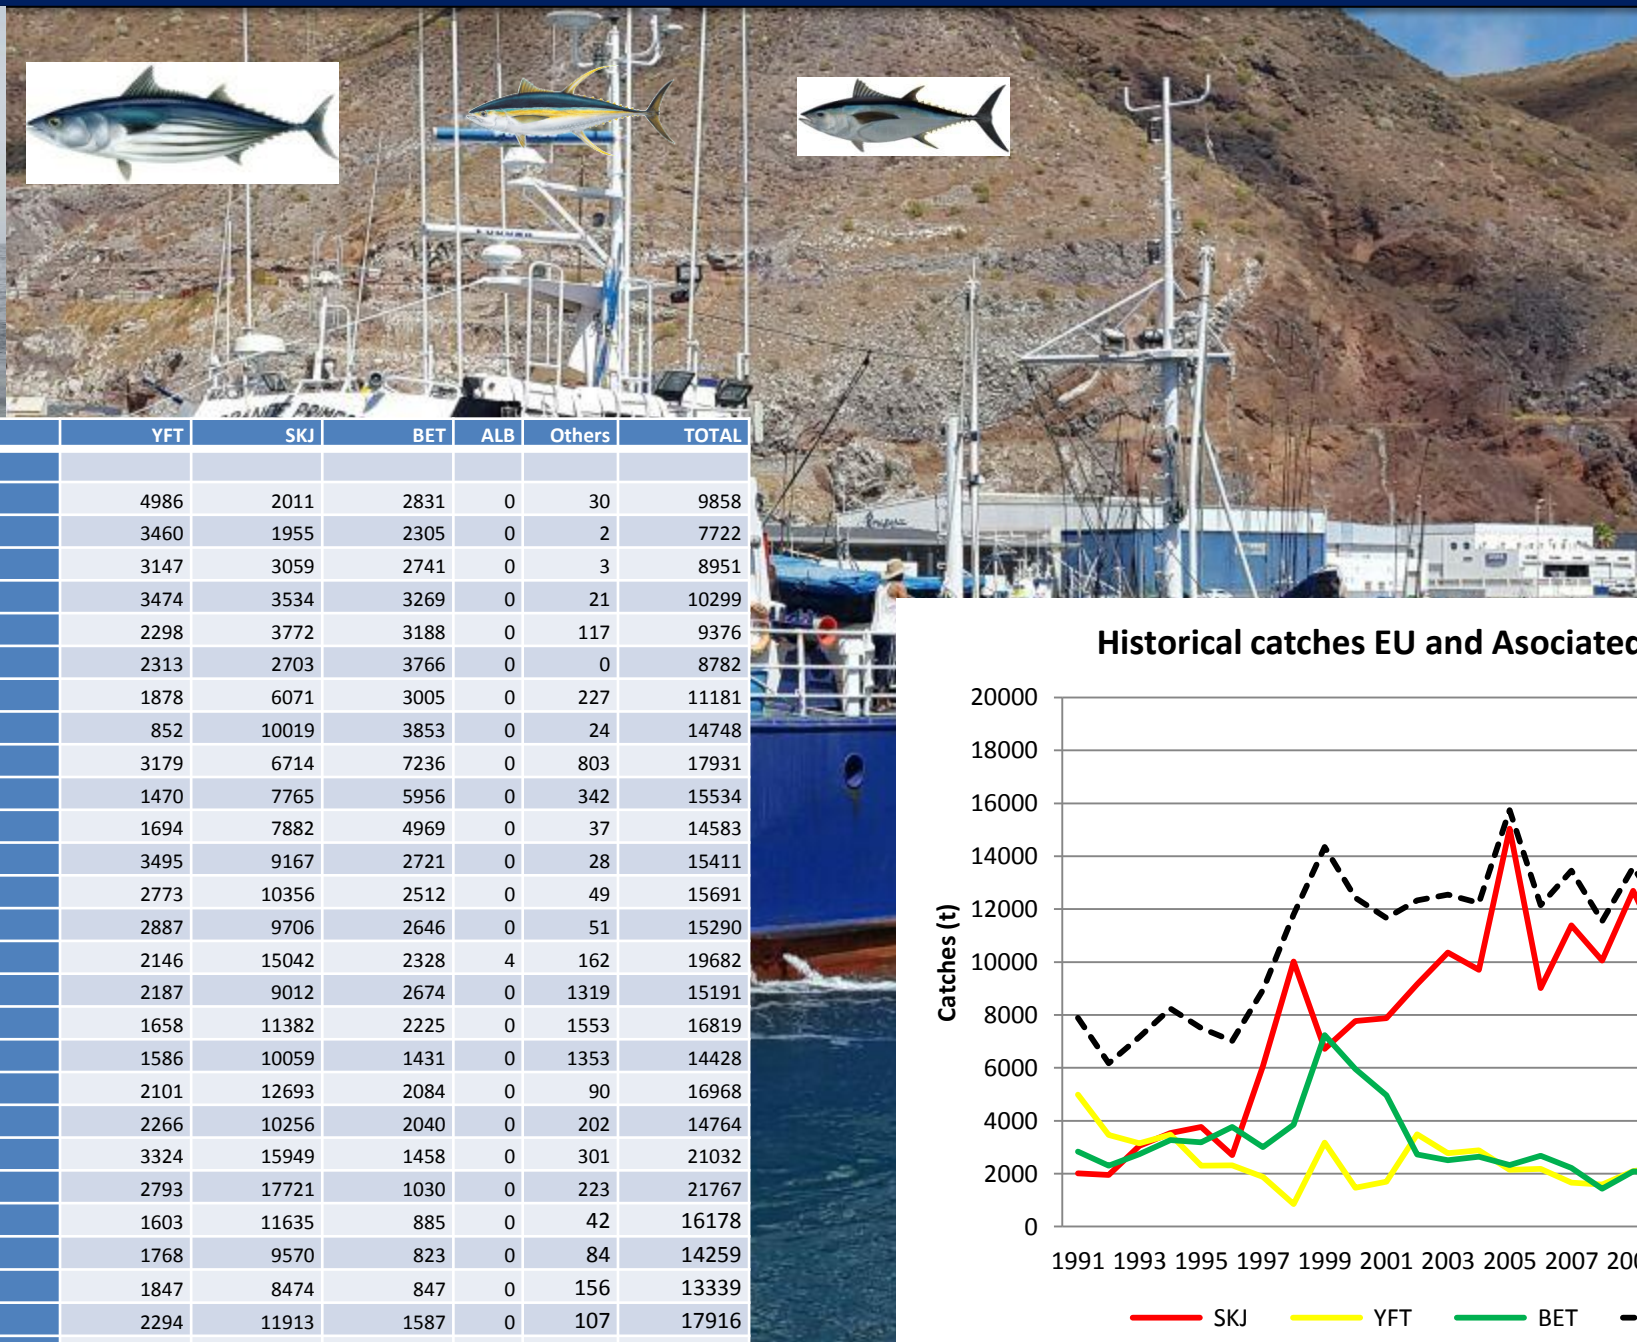 YFT SKJ BET ALB Others TOTAL
4986 2011 2831 0 30 9858
3460 1955 2305 0 2 7722
3147 3059 2741 0 3 8951
3474 3534 3269 0 21 10299
2298 3772 3188 0 117 9376
2313 2703 3766 0 0 8782
1878 6071 3005 0 227 11181
852 10019 3853 0 24 14748
3179 6714 7236 0 803 17931
1470 7765 5956 0 342 15534
1694 7882 4969 0 37 14583
3495 9167 2721 0 28 15411
2773 10356 2512 0 49 15691
2887 9706 2646 0 51 15290
2146 15042 2328 4 162 19682
2187 9012 2674 0 1319 15191
1658 11382 2225 0 1553 16819
1586 10059 1431 0 1353 14428
2101 12693 2084 0 90 16968
2266 10256 2040 0 202 14764
3324 15949 1458 0 301 21032
2793 17721 1030 0 223 21767
1603 11635 885 0 42 16178
1768 9570 823 0 84 14259
1847 8474 847 0 156 13339
2294 11913 1587 0 107 17916
Historical catches EU and Asociated
Catches (t)
20000
18000
16000
14000
12000
10000
8000
6000
4000
2000
0
1991 1993 1995 1997 1999 2001 2003 2005 2007
SKJ YFT BET